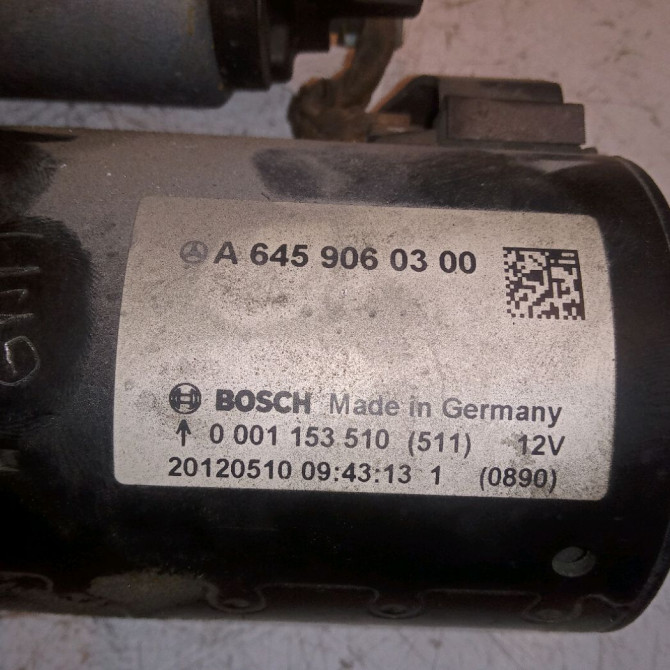 A 645 906 03 00
BOSCH Made in Germany
↑ 0 001 153 510 (511) 12V
20120510 09:43:13 1 (0890)